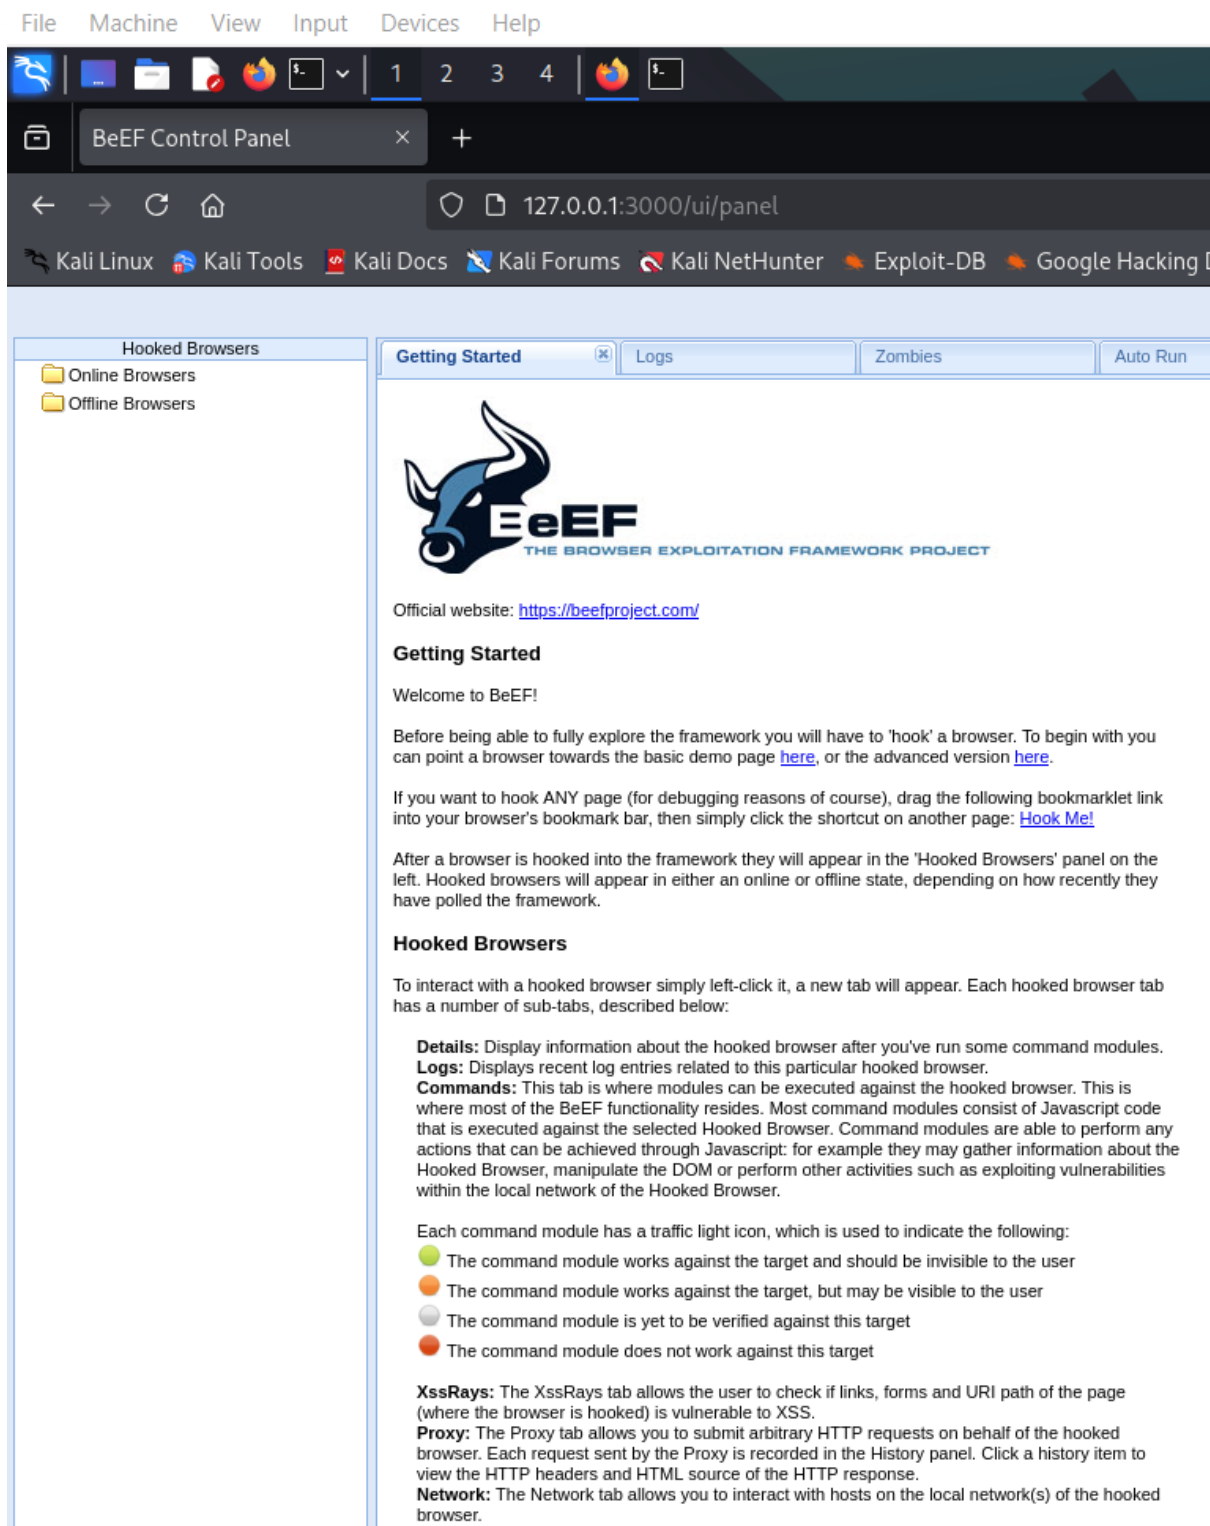 File Machine View Input Devices Help
1 2 3 4
BeEF Control Panel
127.0.0.1:3000/ui/panel
Kali Linux Kali Tools Kali Docs Kali Forums Kali NetHunter Exploit-DB Google Hacking
Hooked Browsers
Online Browsers
Offline Browsers
Getting Started Logs Zombies Auto Run
BeEF
THE BROWSER EXPLOITATION FRAMEWORK PROJECT
Official website: https://beefproject.com/
Getting Started
Welcome to BeEF!
Before being able to fully explore the framework you will have to 'hook' a browser. To begin with you
can point a browser towards the basic demo page here, or the advanced version here.
If you want to hook ANY page (for debugging reasons of course), drag the following bookmarklet link
into your browser's bookmark bar, then simply click the shortcut on another page: Hook Me!
After a browser is hooked into the framework they will appear in the 'Hooked Browsers' panel on the
left. Hooked browsers will appear in either an online or offline state, depending on how recently they
have polled the framework.
Hooked Browsers
To interact with a hooked browser simply left-click it, a new tab will appear. Each hooked browser tab
has a number of sub-tabs, described below:
Details: Display information about the hooked browser after you've run some command modules.
Logs: Displays recent log entries related to this particular hooked browser.
Commands: This tab is where modules can be executed against the hooked browser. This is
where most of the BeEF functionality resides. Most command modules consist of Javascript code
that is executed against the selected Hooked Browser. Command modules are able to perform any
actions that can be achieved through Javascript: for example they may gather information about the
Hooked Browser, manipulate the DOM or perform other activities such as exploiting vulnerabilities
within the local network of the Hooked Browser.
Each command module has a traffic light icon, which is used to indicate the following:
The command module works against the target and should be invisible to the user
The command module works against the target, but may be visible to the user
The command module is yet to be verified against this target
The command module does not work against this target
XssRays: The XssRays tab allows the user to check if links, forms and URI path of the page
(where the browser is hooked) is vulnerable to XSS.
Proxy: The Proxy tab allows you to submit arbitrary HTTP requests on behalf of the hooked
browser. Each request sent by the Proxy is recorded in the History panel. Click a history item to
view the HTTP headers and HTML source of the HTTP response.
Network: The Network tab allows you to interact with hosts on the local network(s) of the hooked
browser.